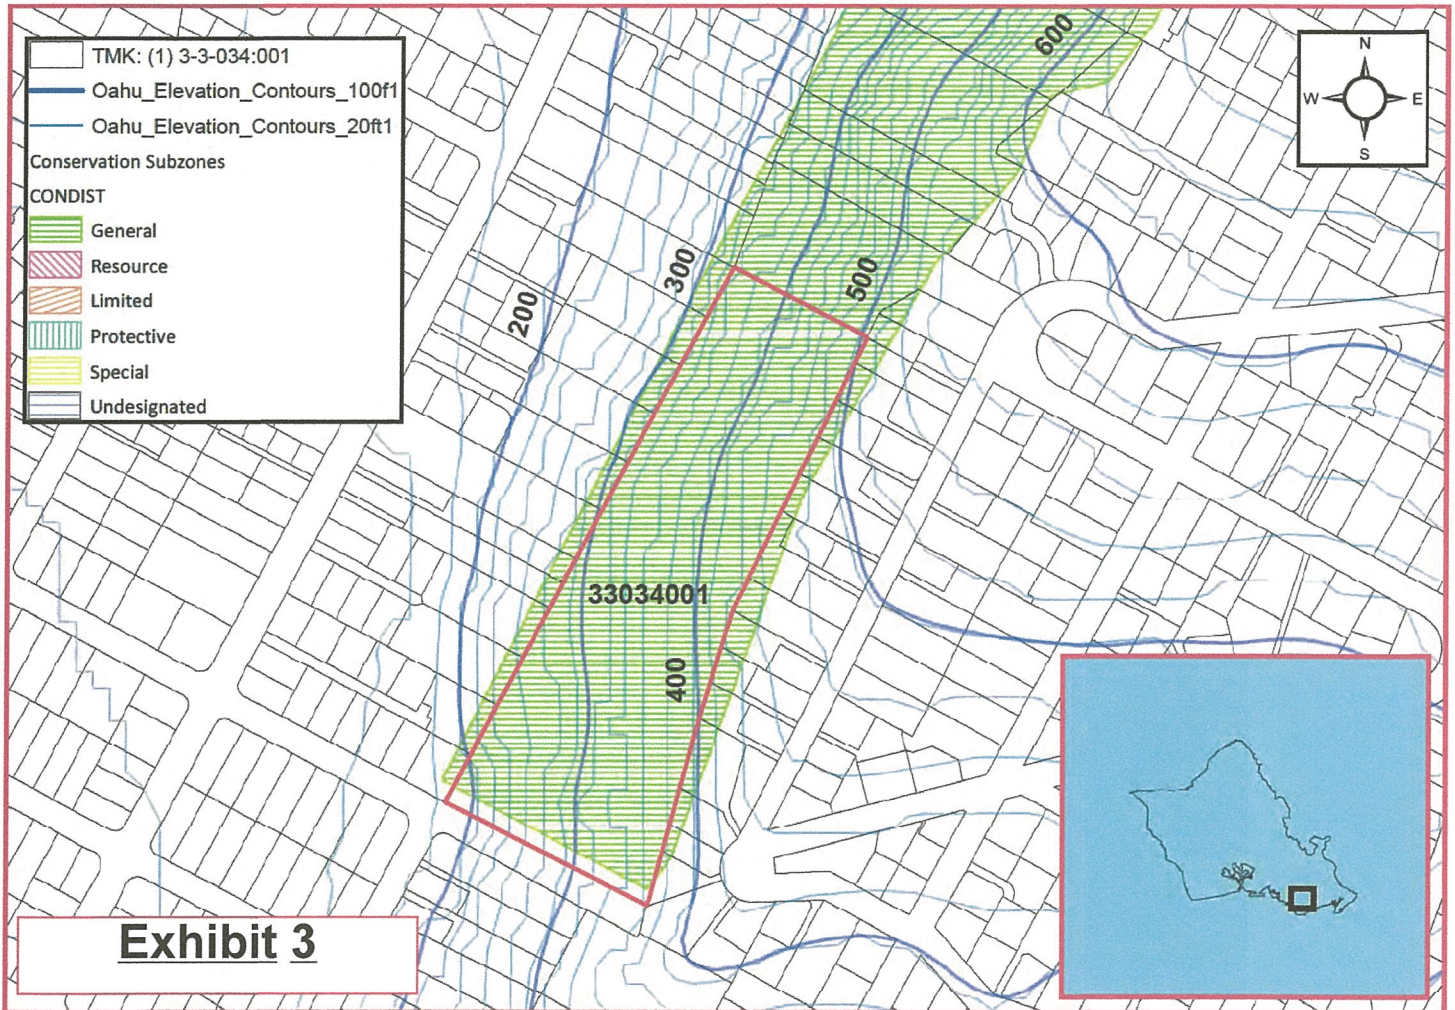 TMK: (1) 3-3-034:001
Oahu_Elevation_Contours_100f1
Oahu_Elevation_Contours_20ft1
Conservation Subzones
CONDIST
General
Resource
Limited
Protective
Special
Undesignated
600
N
W E
S
300
500
200
33034001
400
Exhibit 3